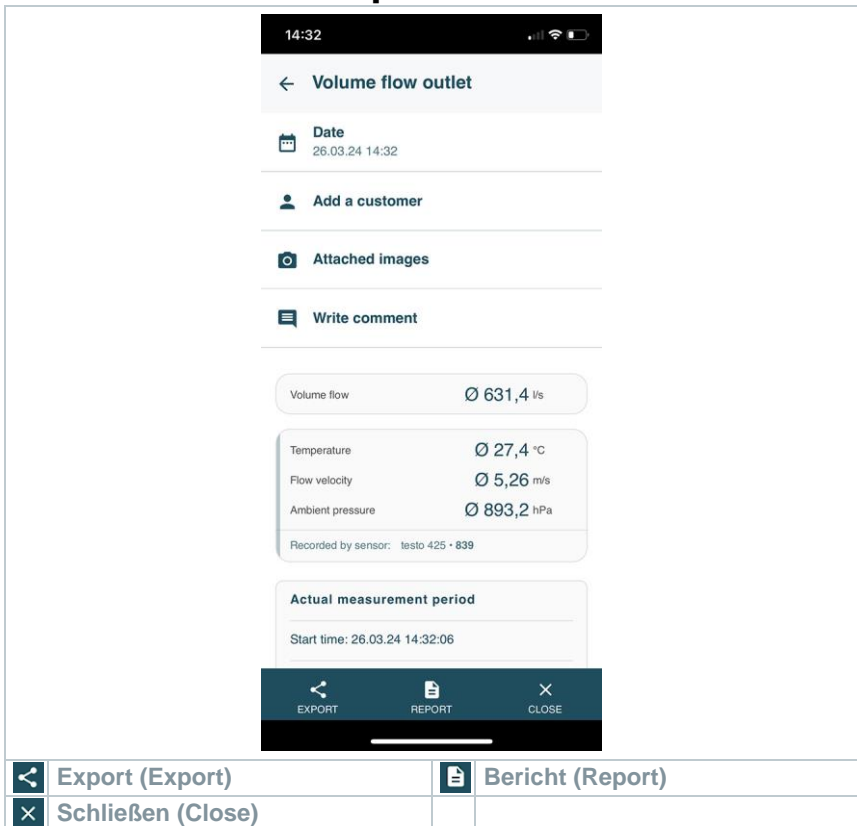 14:32
Volume flow outlet
Date
26.03.24 14:32
Add a customer
Attached images
Write comment
Volume flow Ø 631,4 l/s
Temperature Ø 27,4 °C
Flow velocity Ø 5,26 m/s
Ambient pressure Ø 893,2 hPa
Recorded by sensor: testo 425 • 839
Actual measurement period
Start time: 26.03.24 14:32:06
EXPORT REPORT CLOSE
Export (Export) Bericht (Report)
Schließen (Close)